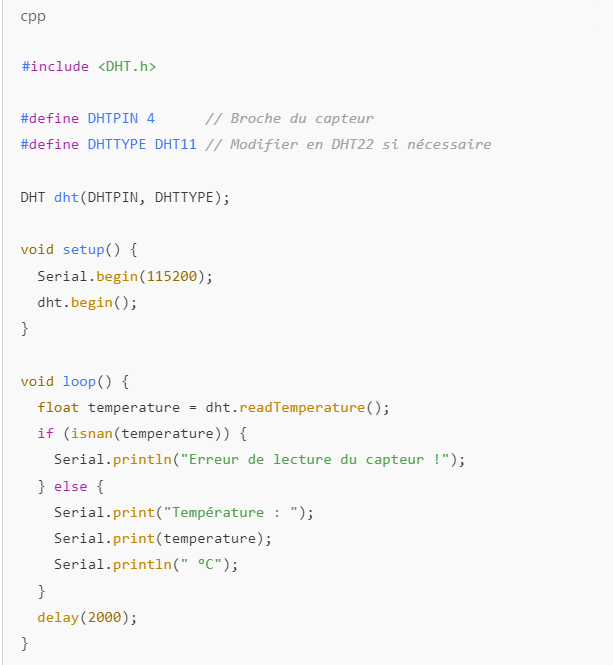 cpp
#include <DHT.h>
#define DHTPIN 4      // Broche du capteur
#define DHTTYPE DHT11 // Modifier en DHT22 si nécessaire
DHT dht(DHTPIN, DHTTYPE);
void setup() {
  Serial.begin(115200);
  dht.begin();
}
void loop() {
  float temperature = dht.readTemperature();
  if (isnan(temperature)) {
    Serial.println("Erreur de lecture du capteur !");
  } else {
    Serial.print("Température : ");
    Serial.print(temperature);
    Serial.println(" °C");
  }
  delay(2000);
}